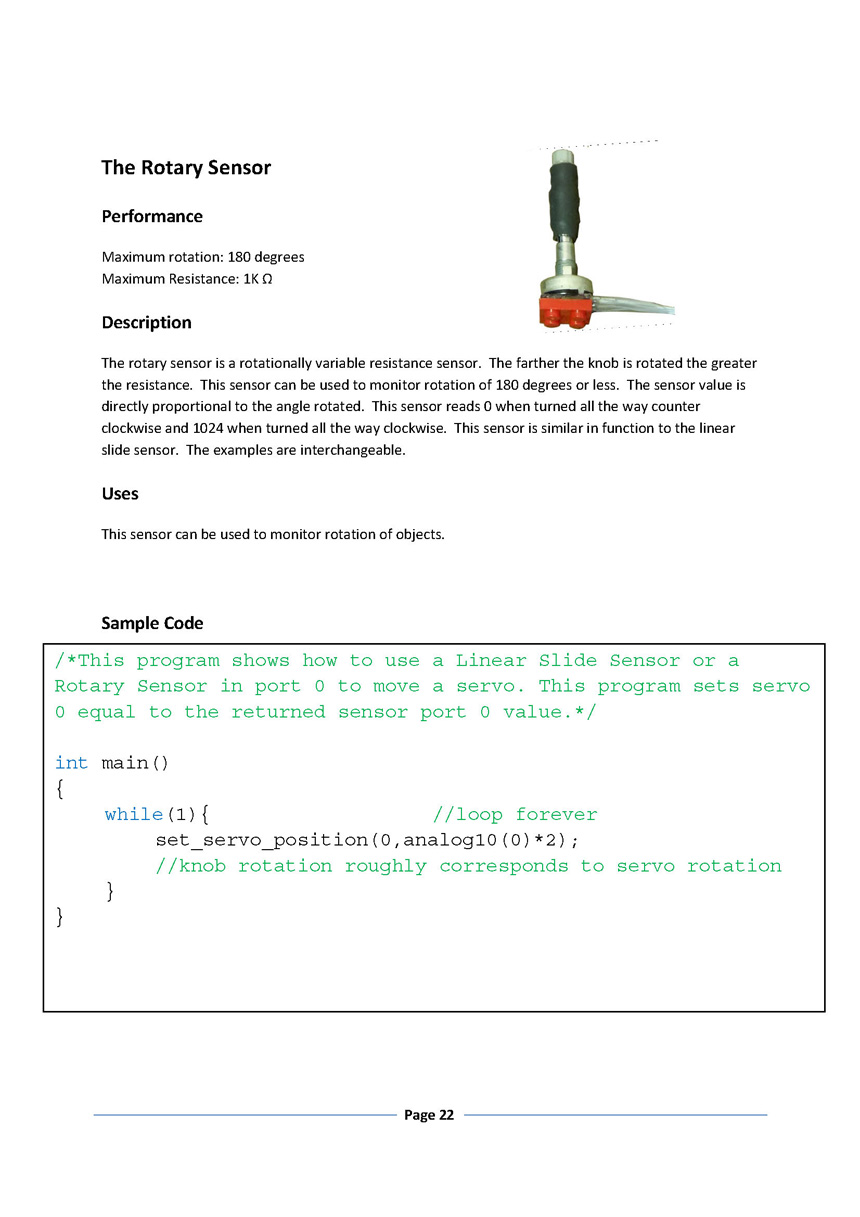 The Rotary Sensor
Performance
Maximum rotation: 180 degrees
Maximum Resistance: 1K Ω
Description
The rotary sensor is a rotationally variable resistance sensor.  The farther the knob is rotated the greater
the resistance.  This sensor can be used to monitor rotation of 180 degrees or less.  The sensor value is
directly proportional to the angle rotated.  This sensor reads 0 when turned all the way counter
clockwise and 1024 when turned all the way clockwise.  This sensor is similar in function to the linear
slide sensor.  The examples are interchangeable.
Uses
This sensor can be used to monitor rotation of objects.
Sample Code
/*This program shows how to use a Linear Slide Sensor or a
Rotary Sensor in port 0 to move a servo. This program sets servo
0 equal to the returned sensor port 0 value.*/
int main()
{
while(1){ //loop forever
set_servo_position(0,analog10(0)*2);
//knob rotation roughly corresponds to servo rotation
}
}
Page 22